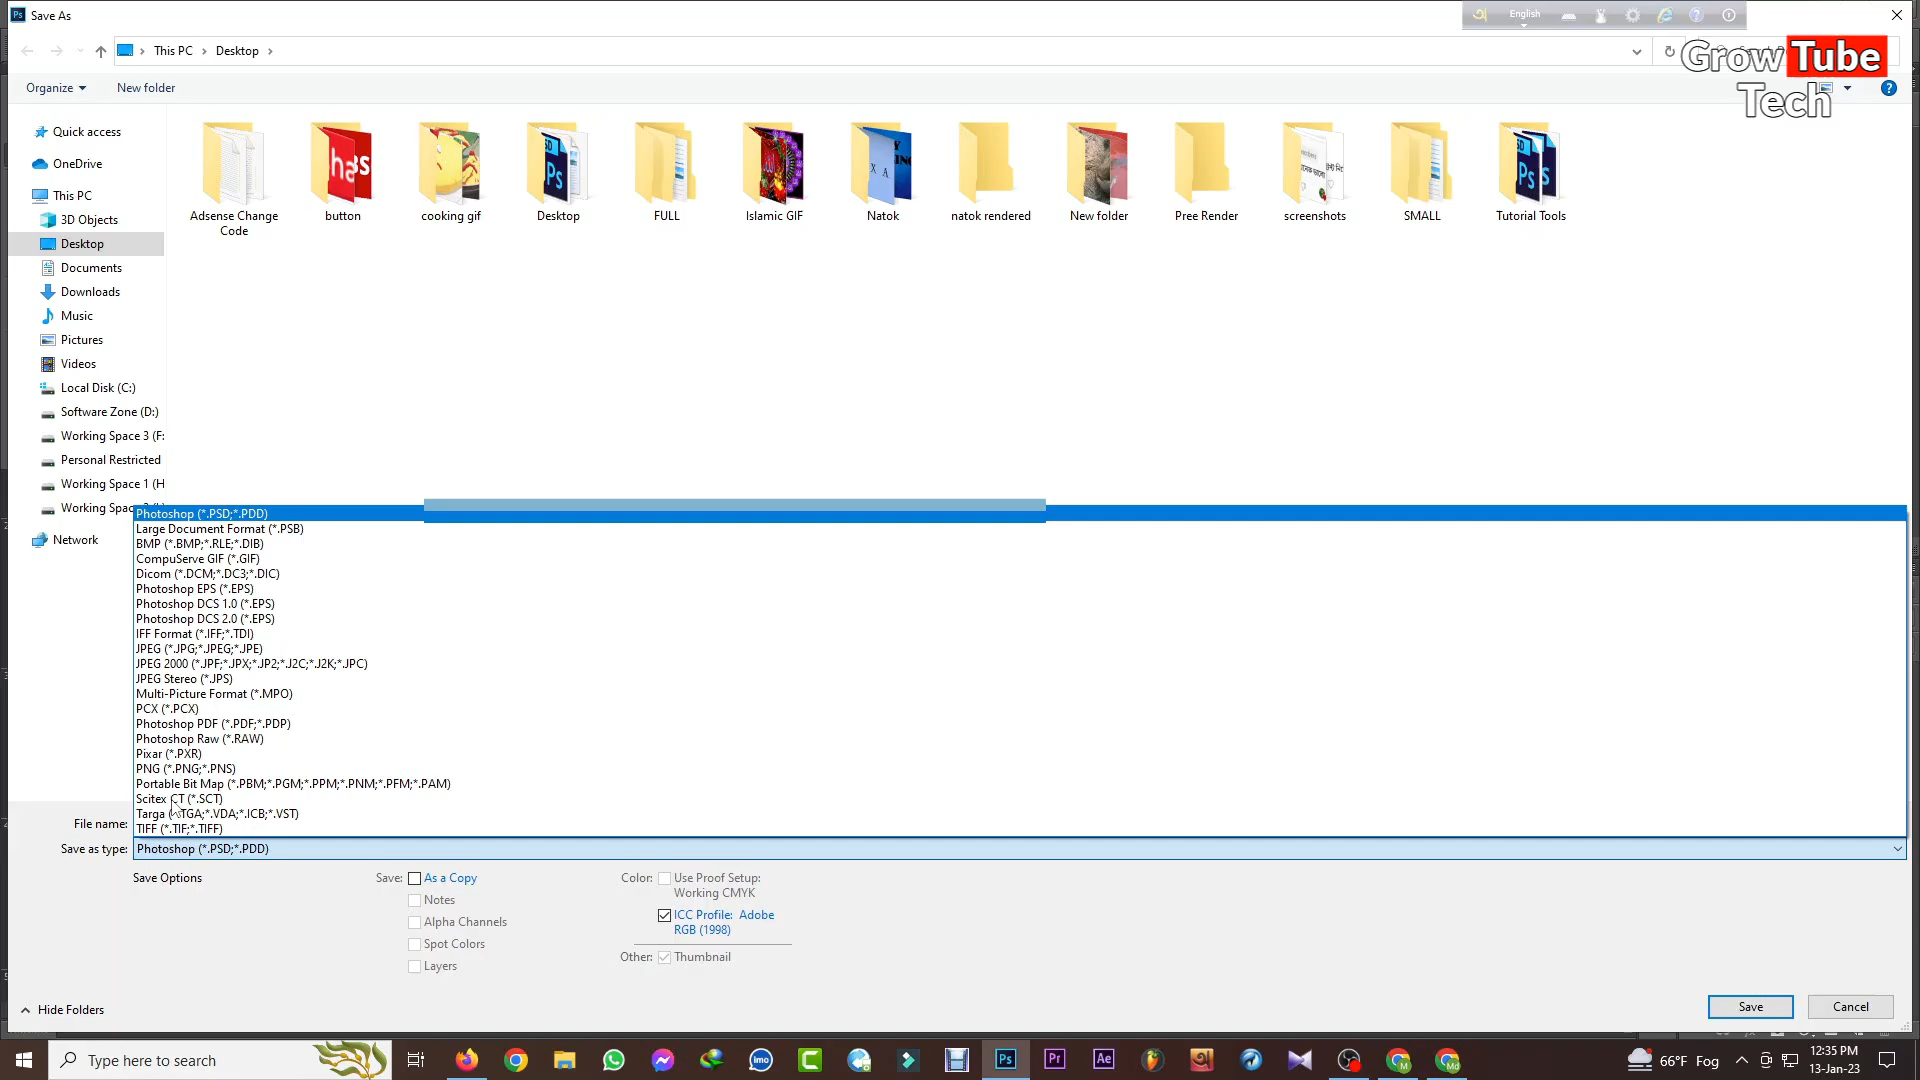 Save As
English
Grow Tube
Tech
This PC
Desktop
Organize
New folder
Quick access
OneDrive
This PC
3D Objects
Desktop
Documents
Downloads
Music
Pictures
Videos
Local Disk (C:)
Software Zone (D:)
Working Space 3 (F:
Personal Restricted
Working Space 1 (H
Working Spac
Network
Adsense Change
Code
button
cooking gif
Desktop
FULL
Islamic GIF
Natok
natok rendered
New folder
Pree Render
screenshots
SMALL
Tutorial Tools
Photoshop (*.PSD;*.PDD)
Large Document Format (*.PSB)
BMP (*.BMP;*.RLE;*.DIB)
CompuServe GIF (*.GIF)
Dicom (*.DCM;*.DC3;*.DIC)
Photoshop EPS (*.EPS)
Photoshop DCS 1.0 (*.EPS)
Photoshop DCS 2.0 (*.EPS)
IFF Format (*.IFF;*.TDI)
JPEG (*.JPG;*.JPEG;*.JPE)
JPEG 2000 (*.JPF;*.JPX;*.JP2;*.J2C;*.J2K;*.JPC)
JPEG Stereo (*.JPS)
Multi-Picture Format (*.MPO)
PCX (*.PCX)
Photoshop PDF (*.PDF;*.PDP)
Photoshop Raw (*.RAW)
Pixar (*.PXR)
PNG (*.PNG;*.PNS)
Portable Bit Map (*.PBM;*.PGM;*.PPM;*.PNM;*.PFM;*.PAM)
Scitex CT (*.SCT)
Targa (*.TGA;*.VDA;*.ICB;*.VST)
TIFF (*.TIF;*.TIFF)
File name:
Save as type: Photoshop (*.PSD;*.PDD)
Save Options
Save: As a Copy
Notes
Alpha Channels
Spot Colors
Layers
Color: Use Proof Setup:
Working CMYK
ICC Profile: Adobe
RGB (1998)
Other: Thumbnail
Hide Folders
Save
Cancel
Type here to search
66°F Fog
12:35 PM
13-Jan-23